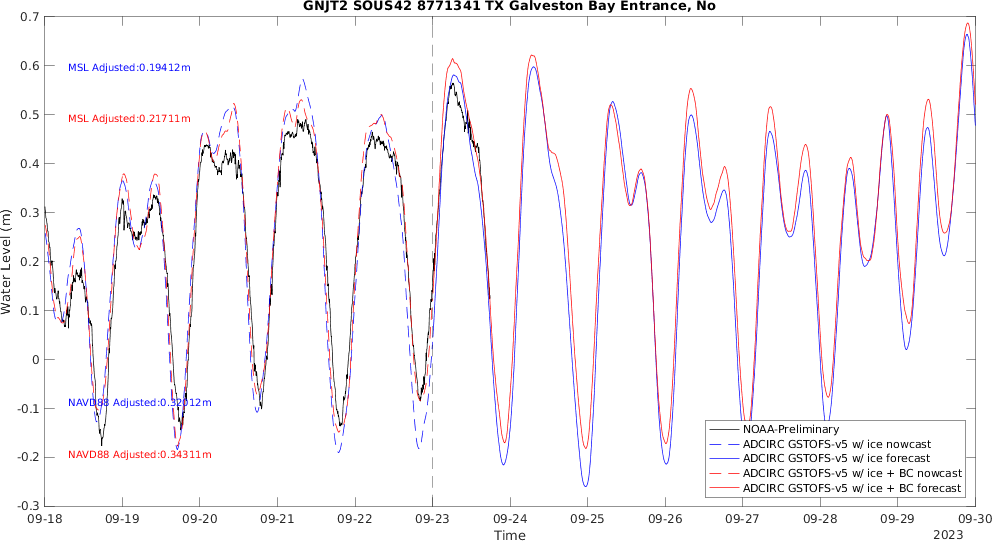 GNJT2 SOUS42 8771341 TX Galveston Bay Entrance, No
0.7
0.6
0.5
0.4
0.3
0.2
0.1
0
-0.1
-0.2
-0.3
Water Level (m)
MSL Adjusted:0.19412m
MSL Adjusted:0.21711m
NAVD88 Adjusted:0.32012m
NAVD88 Adjusted:0.34311m
NOAA-Preliminary
ADCIRC GSTOFS-v5 w/ ice nowcast
ADCIRC GSTOFS-v5 w/ ice forecast
ADCIRC GSTOFS-v5 w/ ice + BC nowcast
ADCIRC GSTOFS-v5 w/ ice + BC forecast
09-18 09-19 09-20 09-21 09-22 09-23 09-24 09-25 09-26 09-27 09-28 09-29 09-30
Time
2023